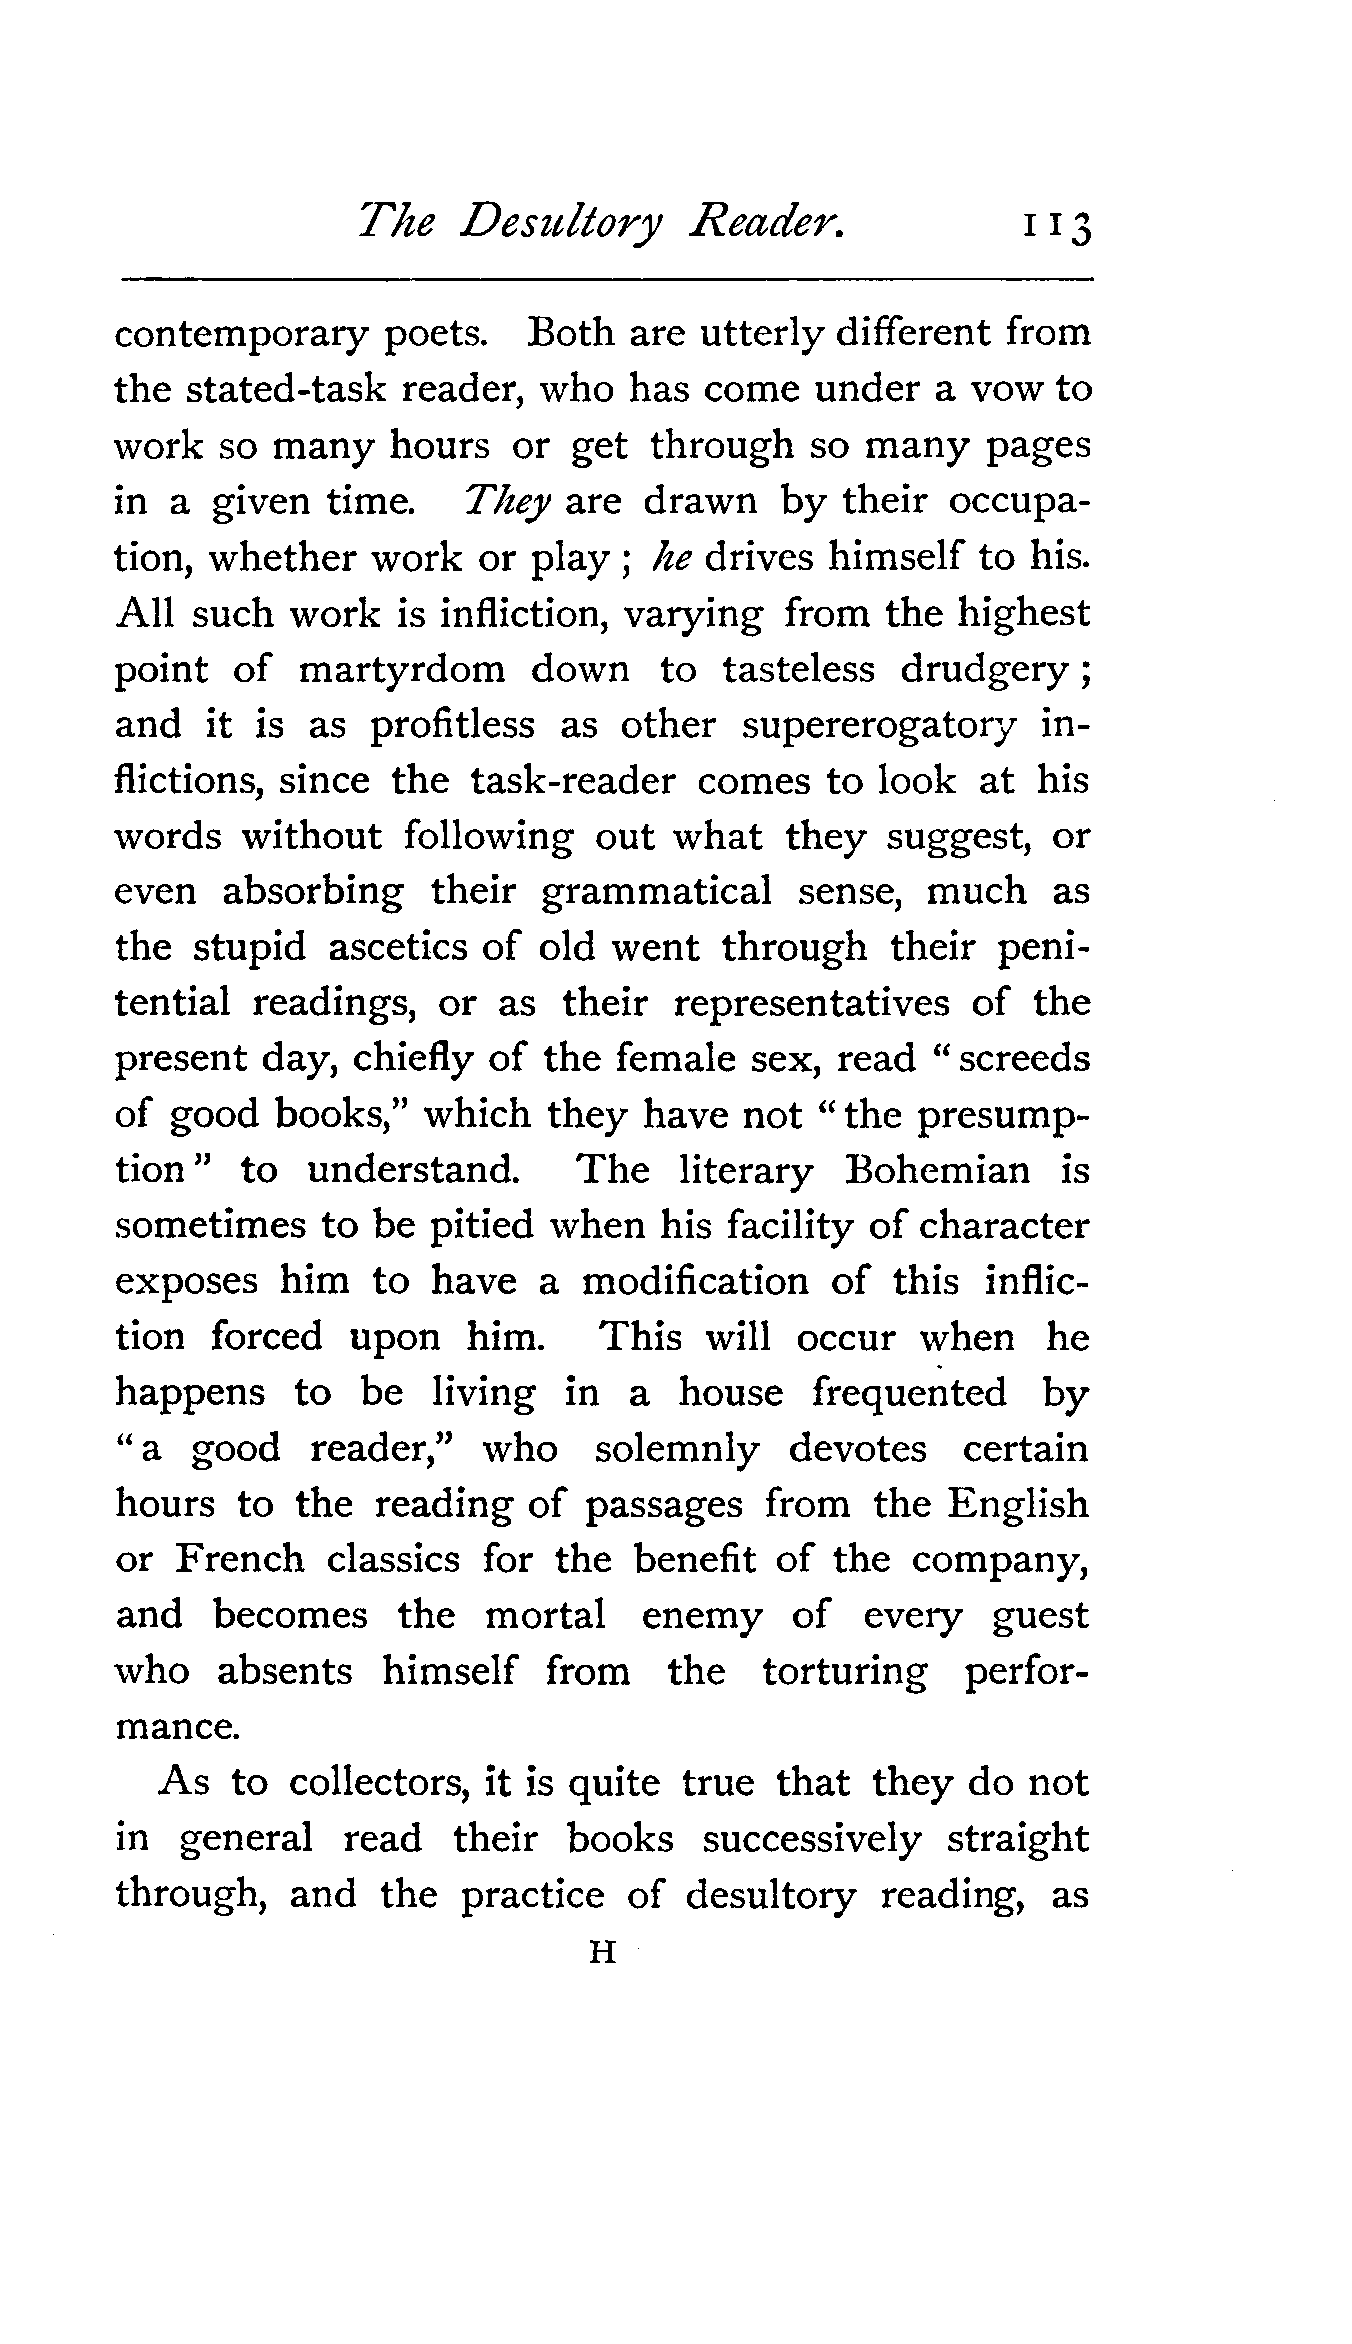 The Desultory Reader. 113
contemporary poets. Both are utterly different from
the stated-task reader, who has come under a vow to
work so many hours or get through so many pages
in a given time. They are drawn by their occupa-
tion, whether work or play ; he drives himself to his.
All such work is infliction, varying from the highest
point of martyrdom down to tasteless drudgery ;
and it is as profitless as other supererogatory in-
flictions, since the task-reader comes to look at his
words without following out what they suggest, or
even absorbing their grammatical sense, much as
the stupid ascetics of old went through their peni-
tential readings, or as their representatives of the
present day, chiefly of the female sex, read “ screeds
of good books,” which they have not “ the presump-
tion ” to understand. The literary Bohemian is
sometimes to be pitied when his facility of character
exposes him to have a modification of this inflic-
tion forced upon him. This will occur when he
happens to be living in a house frequented by
“ a good reader,” who solemnly devotes certain
hours to the reading of passages from the English
or French classics for the benefit of the company,
and becomes the mortal enemy of every guest
who absents himself from the torturing perfor-
mance.
As to collectors, it is quite true that they do not
in general read their books successively straight
through, and the practice of desultory reading, as
H